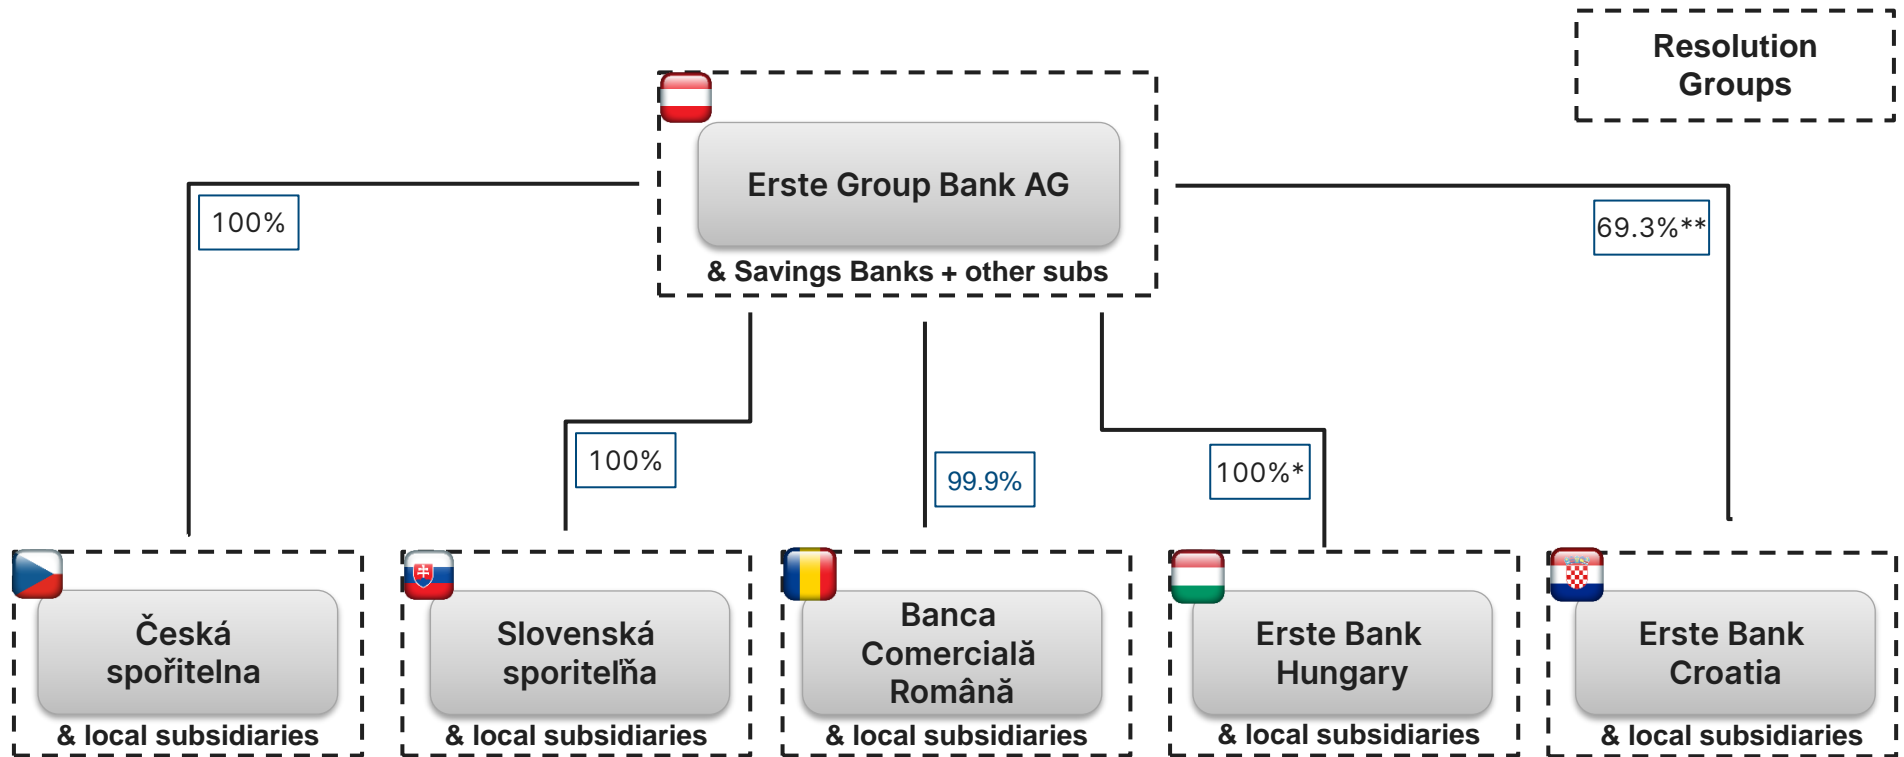 Resolution
Groups
Erste Group Bank AG
& Savings Banks + other subs
100%
69.3%**
100%
99.9%
100%*
Česká
spořitelna
& local subsidiaries
Slovenská
sporiteľňa
& local subsidiaries
Banca
Comercială
Română
& local subsidiaries
Erste Bank
Hungary
& local subsidiaries
Erste Bank
Croatia
& local subsidiaries